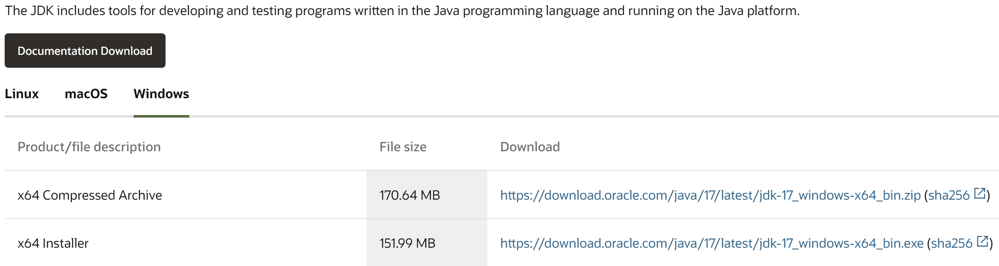 The JDK includes tools for developing and testing programs written in the Java programming language and running on the Java platform.
Documentation Download
Linux macOS Windows
Product/file description File size Download
x64 Compressed Archive 170.64 MB https://download.oracle.com/java/17/latest/jdk-17_windows-x64_bin.zip (sha256)
x64 Installer 151.99 MB https://download.oracle.com/java/17/latest/jdk-17_windows-x64_bin.exe (sha256)